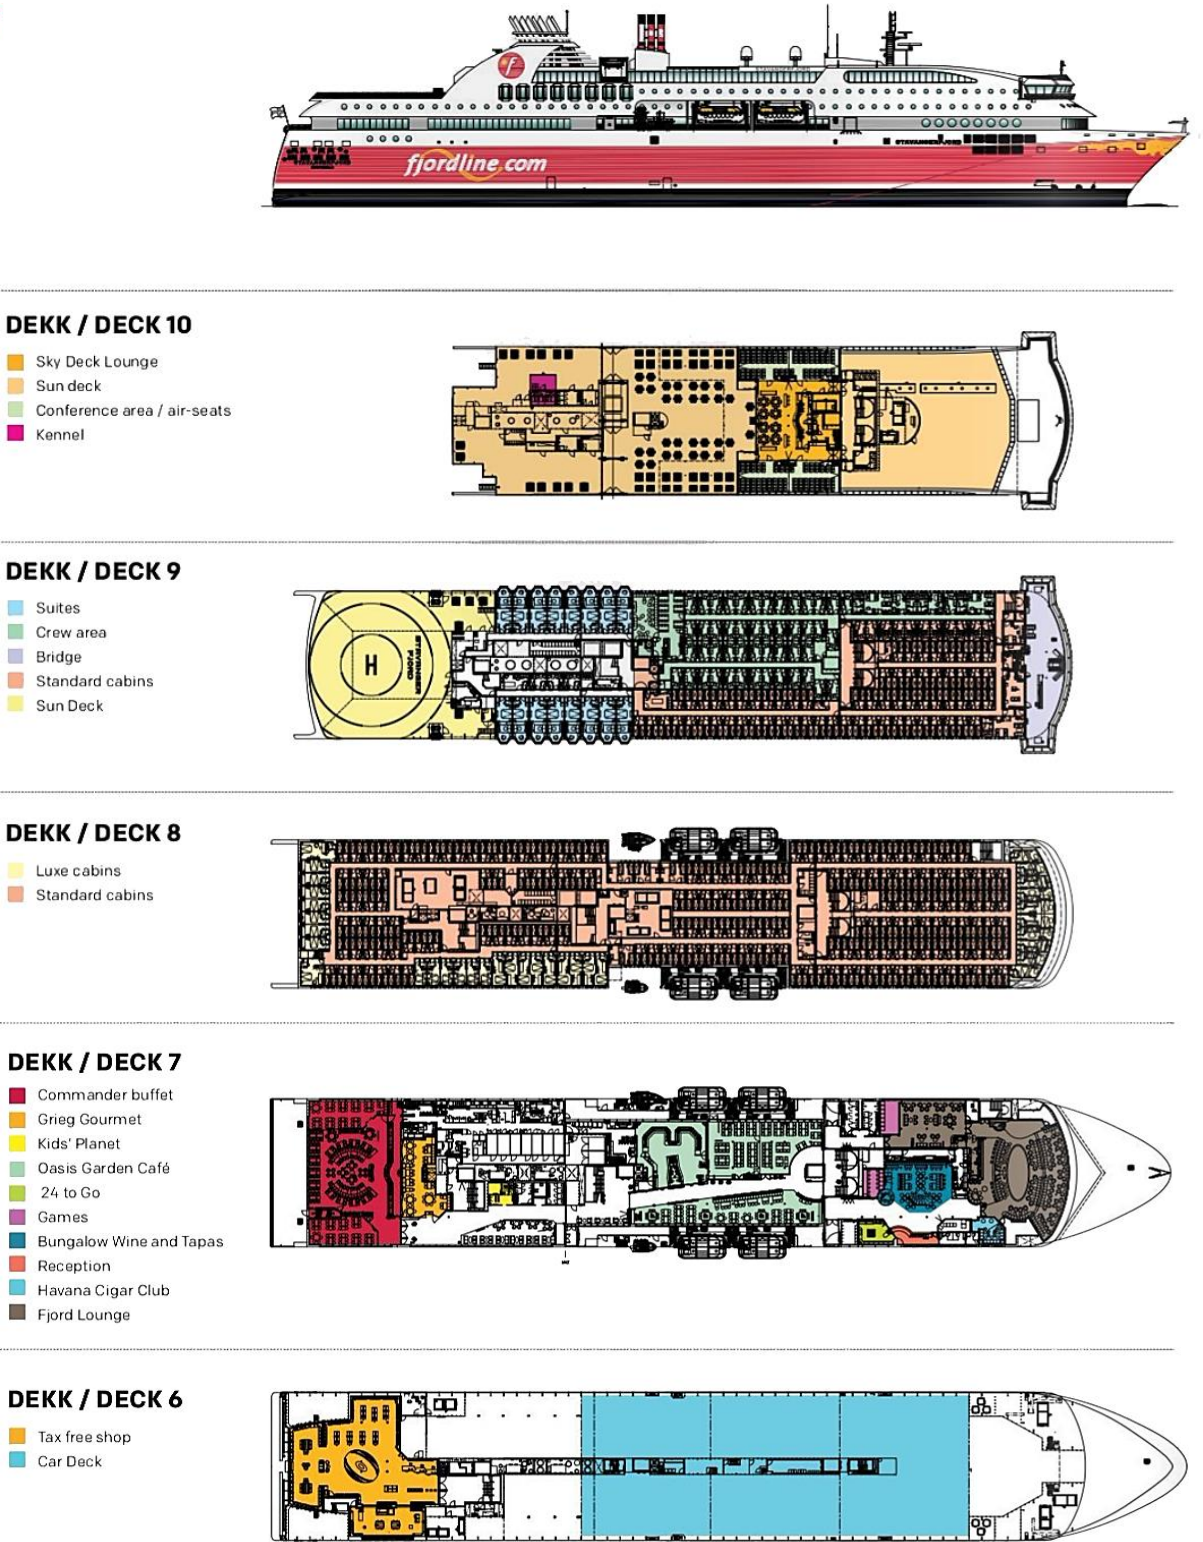 f
fjordline.com
STAVANGERFJORD
DEKK / DECK 10
Sky Deck Lounge
Sun deck
Conference area / air-seats
Kennel
DEKK / DECK 9
Suites
Crew area
Bridge
Standard cabins
Sun Deck
H
STAVANGER
FJORD
DEKK / DECK 8
Luxe cabins
Standard cabins
DEKK / DECK 7
Commander buffet
Grieg Gourmet
Kids' Planet
Oasis Garden Café
24 to Go
Games
Bungalow Wine and Tapas
Reception
Havana Cigar Club
Fjord Lounge
DEKK / DECK 6
Tax free shop
Car Deck